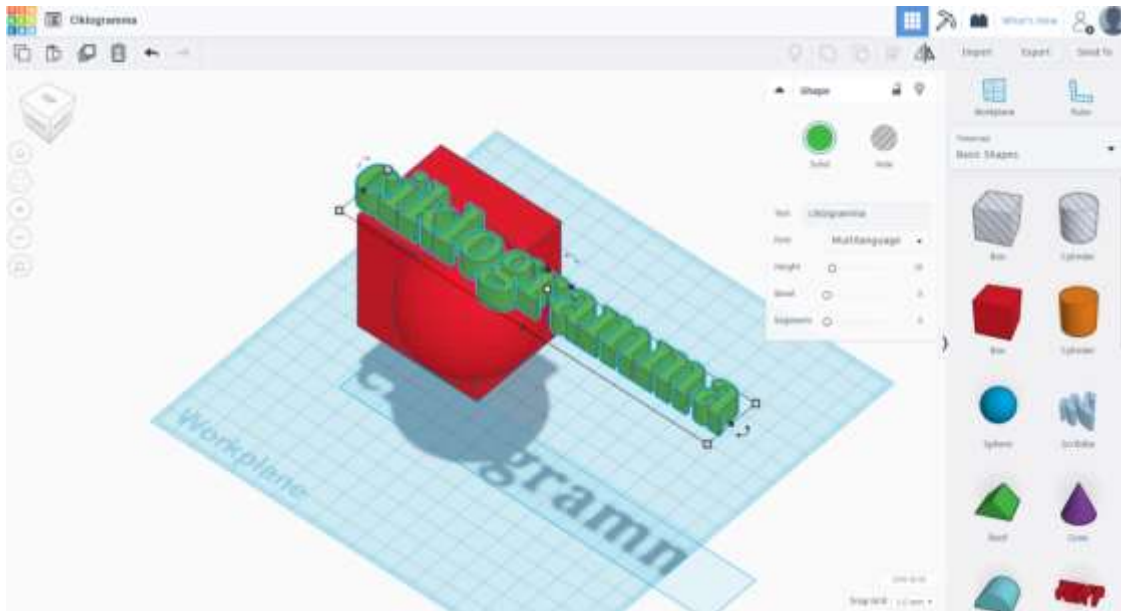 Ciklogramma
What's New
Import Export Send To
Shape
Workplane Ruler
Solid Hole
Basic Shapes
Text Ciklogramma
Font Multilanguage
Height
Bevel
Segments
Ciklogramma
Box Cylinder
Box Cylinder
Sphere Scribble
Roof Cone
Workplane
gramm
Snap Grid